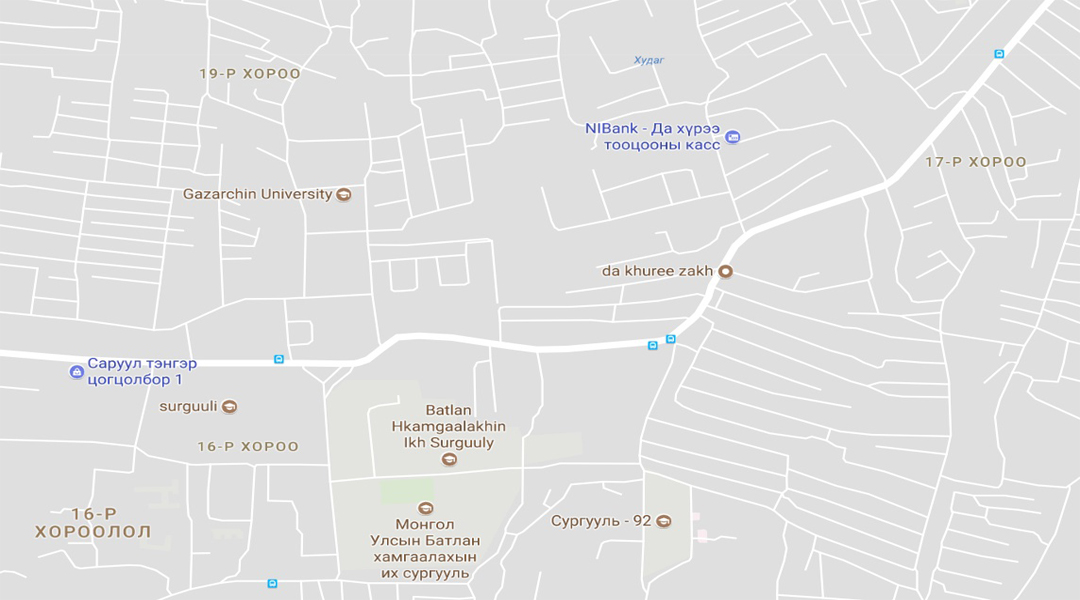 Худаг
19-Р ХОРОО
NIBank - Да хүрээ
тооцооны касс
17-Р ХОРОО
Gazarchin University
da khuree zakh
Саруул тэнгэр
цогцолбор 1
surguuli
Batlan
Hkamgaalakhin
Ikh Surguuly
16-Р ХОРОО
16-Р
ХОРООЛОЛ
Монгол
Улсын Батлан
хамгаалахын
их сургууль
Сургууль - 92